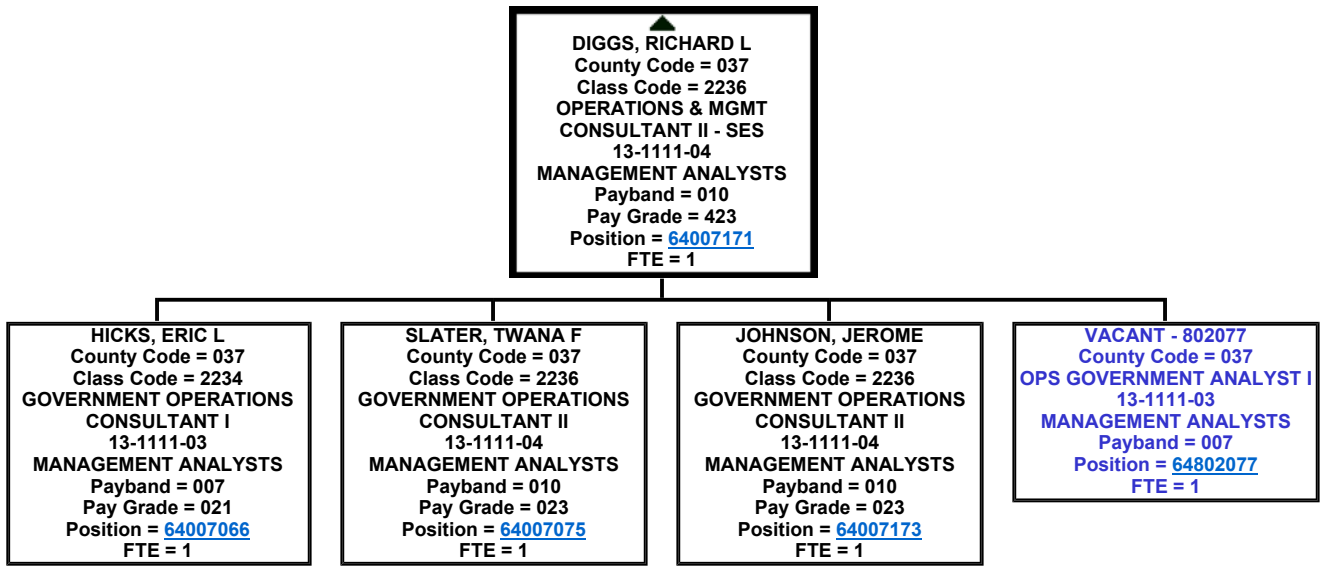 DIGGS, RICHARD L
County Code = 037
Class Code = 2236
OPERATIONS & MGMT
CONSULTANT II - SES
13-1111-04
MANAGEMENT ANALYSTS
Payband = 010
Pay Grade = 423
Position = 64007171
FTE = 1
HICKS, ERIC L
County Code = 037
Class Code = 2234
GOVERNMENT OPERATIONS
CONSULTANT I
13-1111-03
MANAGEMENT ANALYSTS
Payband = 007
Pay Grade = 021
Position = 64007066
FTE = 1
SLATER, TWANA F
County Code = 037
Class Code = 2236
GOVERNMENT OPERATIONS
CONSULTANT II
13-1111-04
MANAGEMENT ANALYSTS
Payband = 010
Pay Grade = 023
Position = 64007075
FTE = 1
JOHNSON, JEROME
County Code = 037
Class Code = 2236
GOVERNMENT OPERATIONS
CONSULTANT II
13-1111-04
MANAGEMENT ANALYSTS
Payband = 010
Pay Grade = 023
Position = 64007173
FTE = 1
VACANT - 802077
County Code = 037
OPS GOVERNMENT ANALYST I
13-1111-03
MANAGEMENT ANALYSTS
Payband = 007
Position = 64802077
FTE = 1